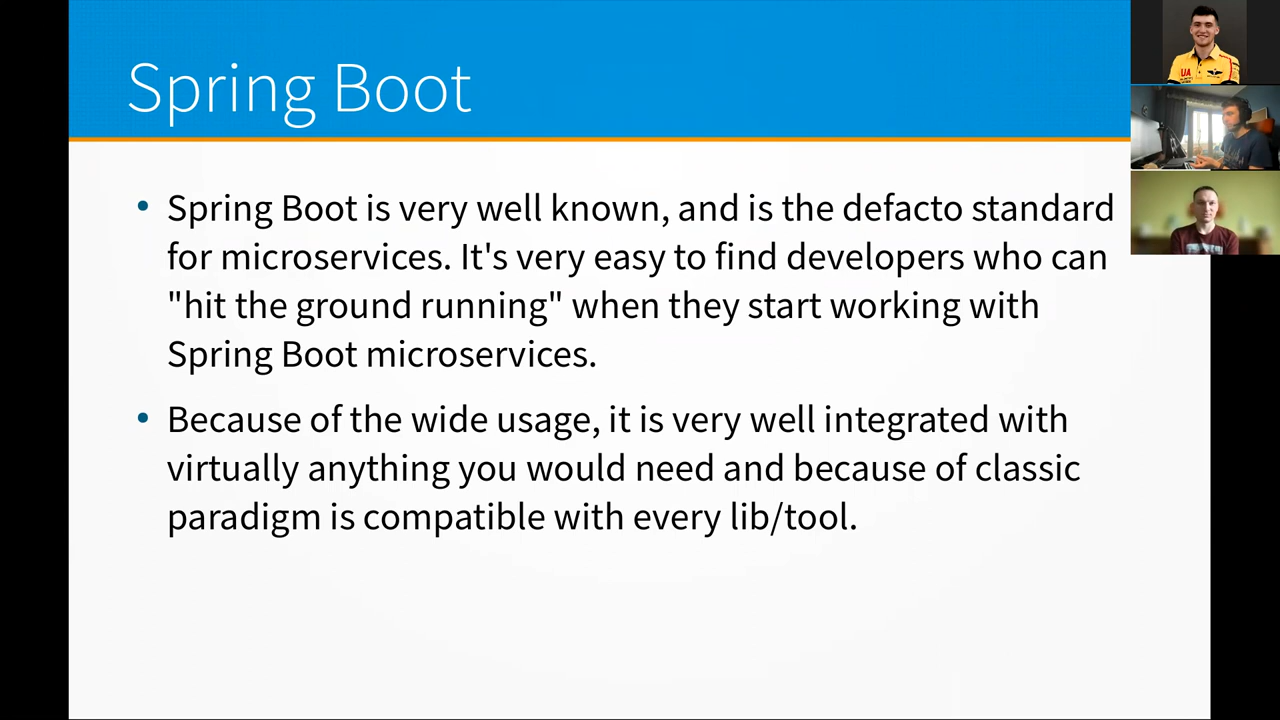 Spring Boot
Spring Boot is very well known, and is the defacto standard
for microservices. It's very easy to find developers who can
"hit the ground running" when they start working with
Spring Boot microservices.
Because of the wide usage, it is very well integrated with
virtually anything you would need and because of classic
paradigm is compatible with every lib/tool.
UA